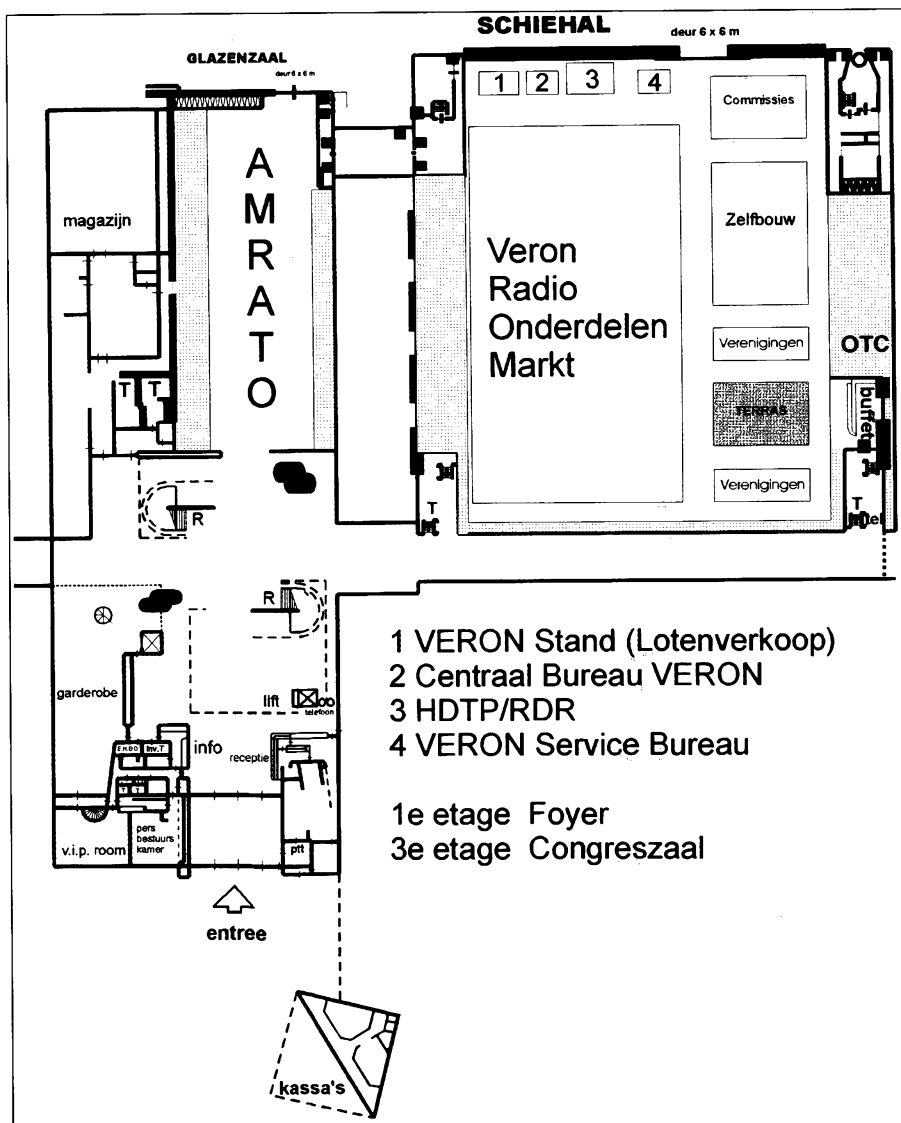 SCHIEHAL
deur 6 x 6 m
GLAZENZAAL
deur 6 x 6 m
1
2
3
4
Commissies
AMRATO
magazijn
Zelfbouw
Veron
Radio
Onderdelen
Markt
Verenigingen
OTC
T
T
TERRAS
buffet
Verenigingen
R
T
T
tel
R
1 VERON Stand (Lotenverkoop)
2 Centraal Bureau VERON
3 HDTP/RDR
4 VERON Service Bureau
garderobe
lift
telefoon
E.H.B.O
Inv.T
info
receptie
T
T
1e etage Foyer
3e etage Congreszaal
v.i.p. room
pers
bestuurs
kamer
ptt
entree
kassa's